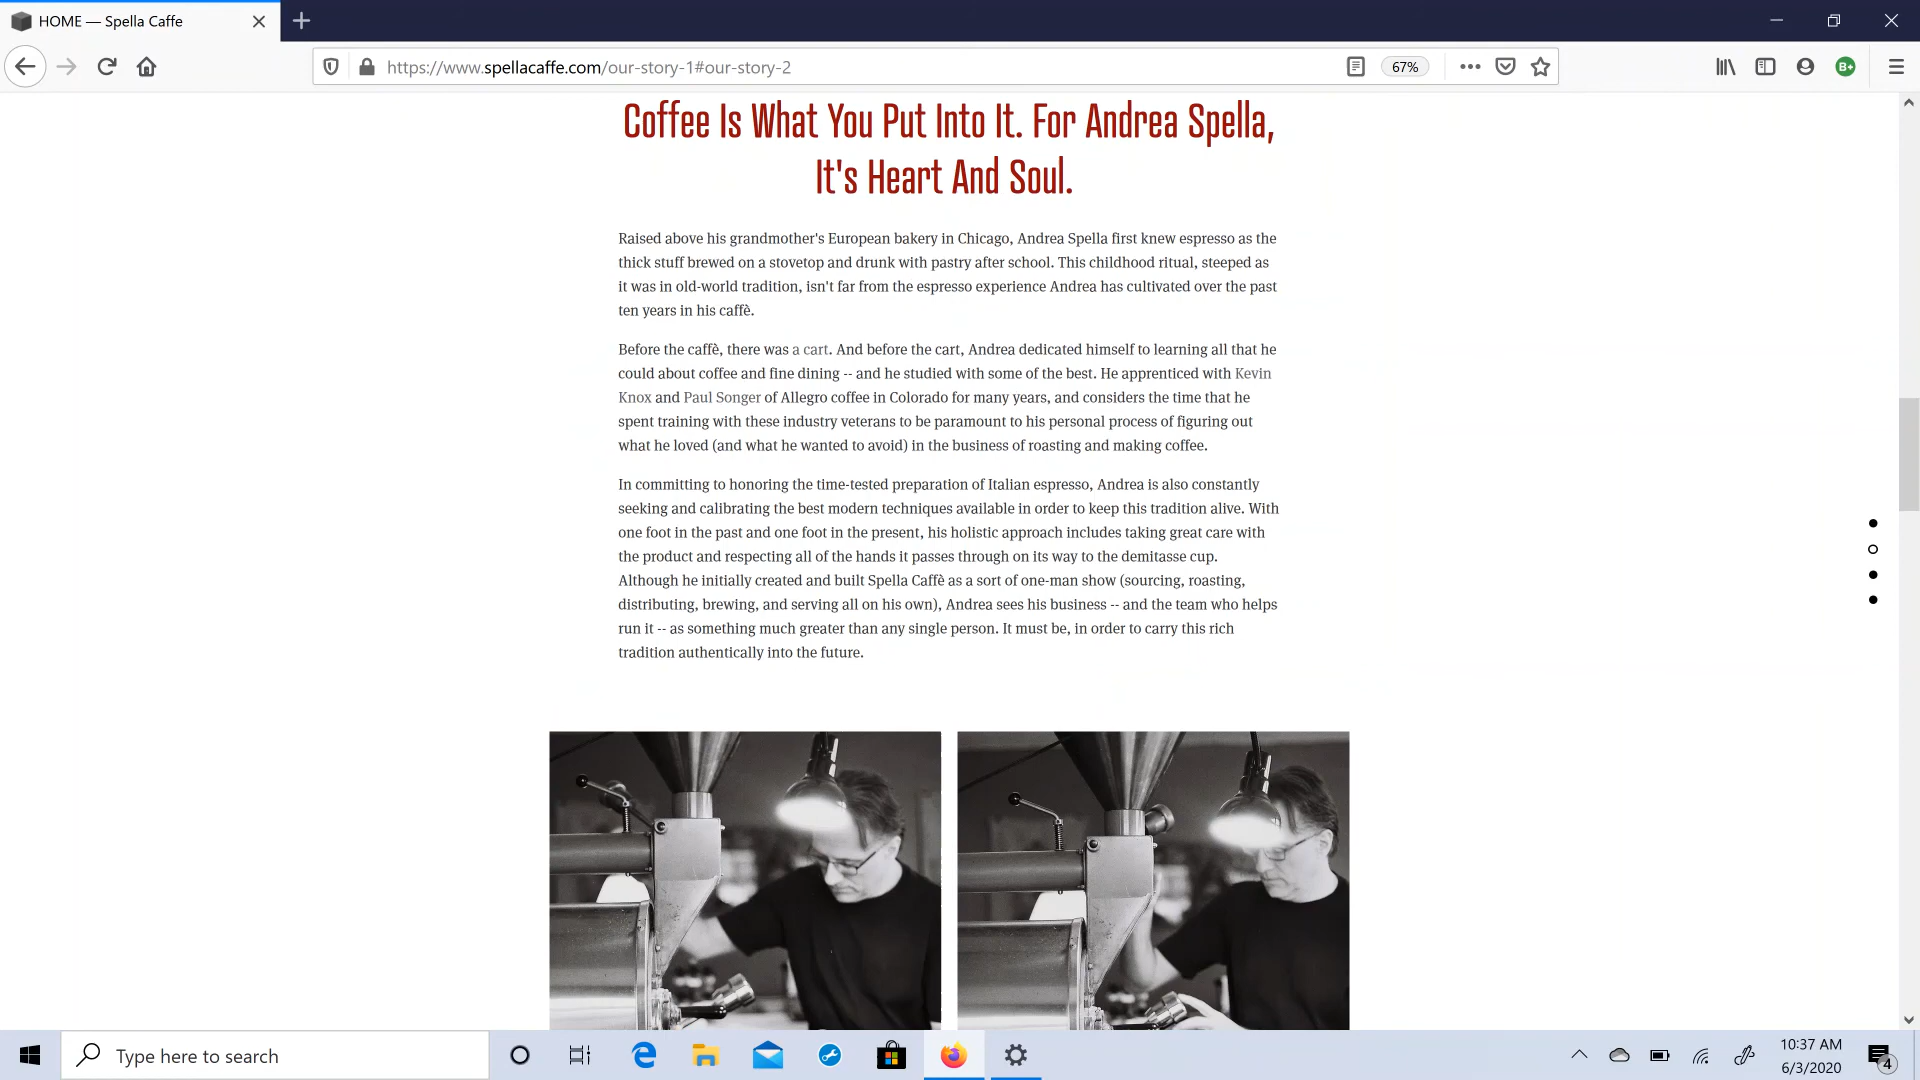 HOME — Spella Caffe
https://www.spellacaffe.com/our-story-1#our-story-2
67%
B+
Coffee Is What You Put Into It. For Andrea Spella,
It's Heart And Soul.
Raised above his grandmother's European bakery in Chicago, Andrea Spella first knew espresso as the
thick stuff brewed on a stovetop and drunk with pastry after school. This childhood ritual, steeped as
it was in old-world tradition, isn't far from the espresso experience Andrea has cultivated over the past
ten years in his caffè.
Before the caffè, there was a cart. And before the cart, Andrea dedicated himself to learning all that he
could about coffee and fine dining -- and he studied with some of the best. He apprenticed with Kevin
Knox and Paul Songer of Allegro coffee in Colorado for many years, and considers the time that he
spent training with these industry veterans to be paramount to his personal process of figuring out
what he loved (and what he wanted to avoid) in the business of roasting and making coffee.
In committing to honoring the time-tested preparation of Italian espresso, Andrea is also constantly
seeking and calibrating the best modern techniques available in order to keep this tradition alive. With
one foot in the past and one foot in the present, his holistic approach includes taking great care with
the product and respecting all of the hands it passes through on its way to the demitasse cup.
Although he initially created and built Spella Caffè as a sort of one-man show (sourcing, roasting,
distributing, brewing, and serving all on his own), Andrea sees his business -- and the team who helps
run it -- as something much greater than any single person. It must be, in order to carry this rich
tradition authentically into the future.
Type here to search
10:37 AM
6/3/2020
4